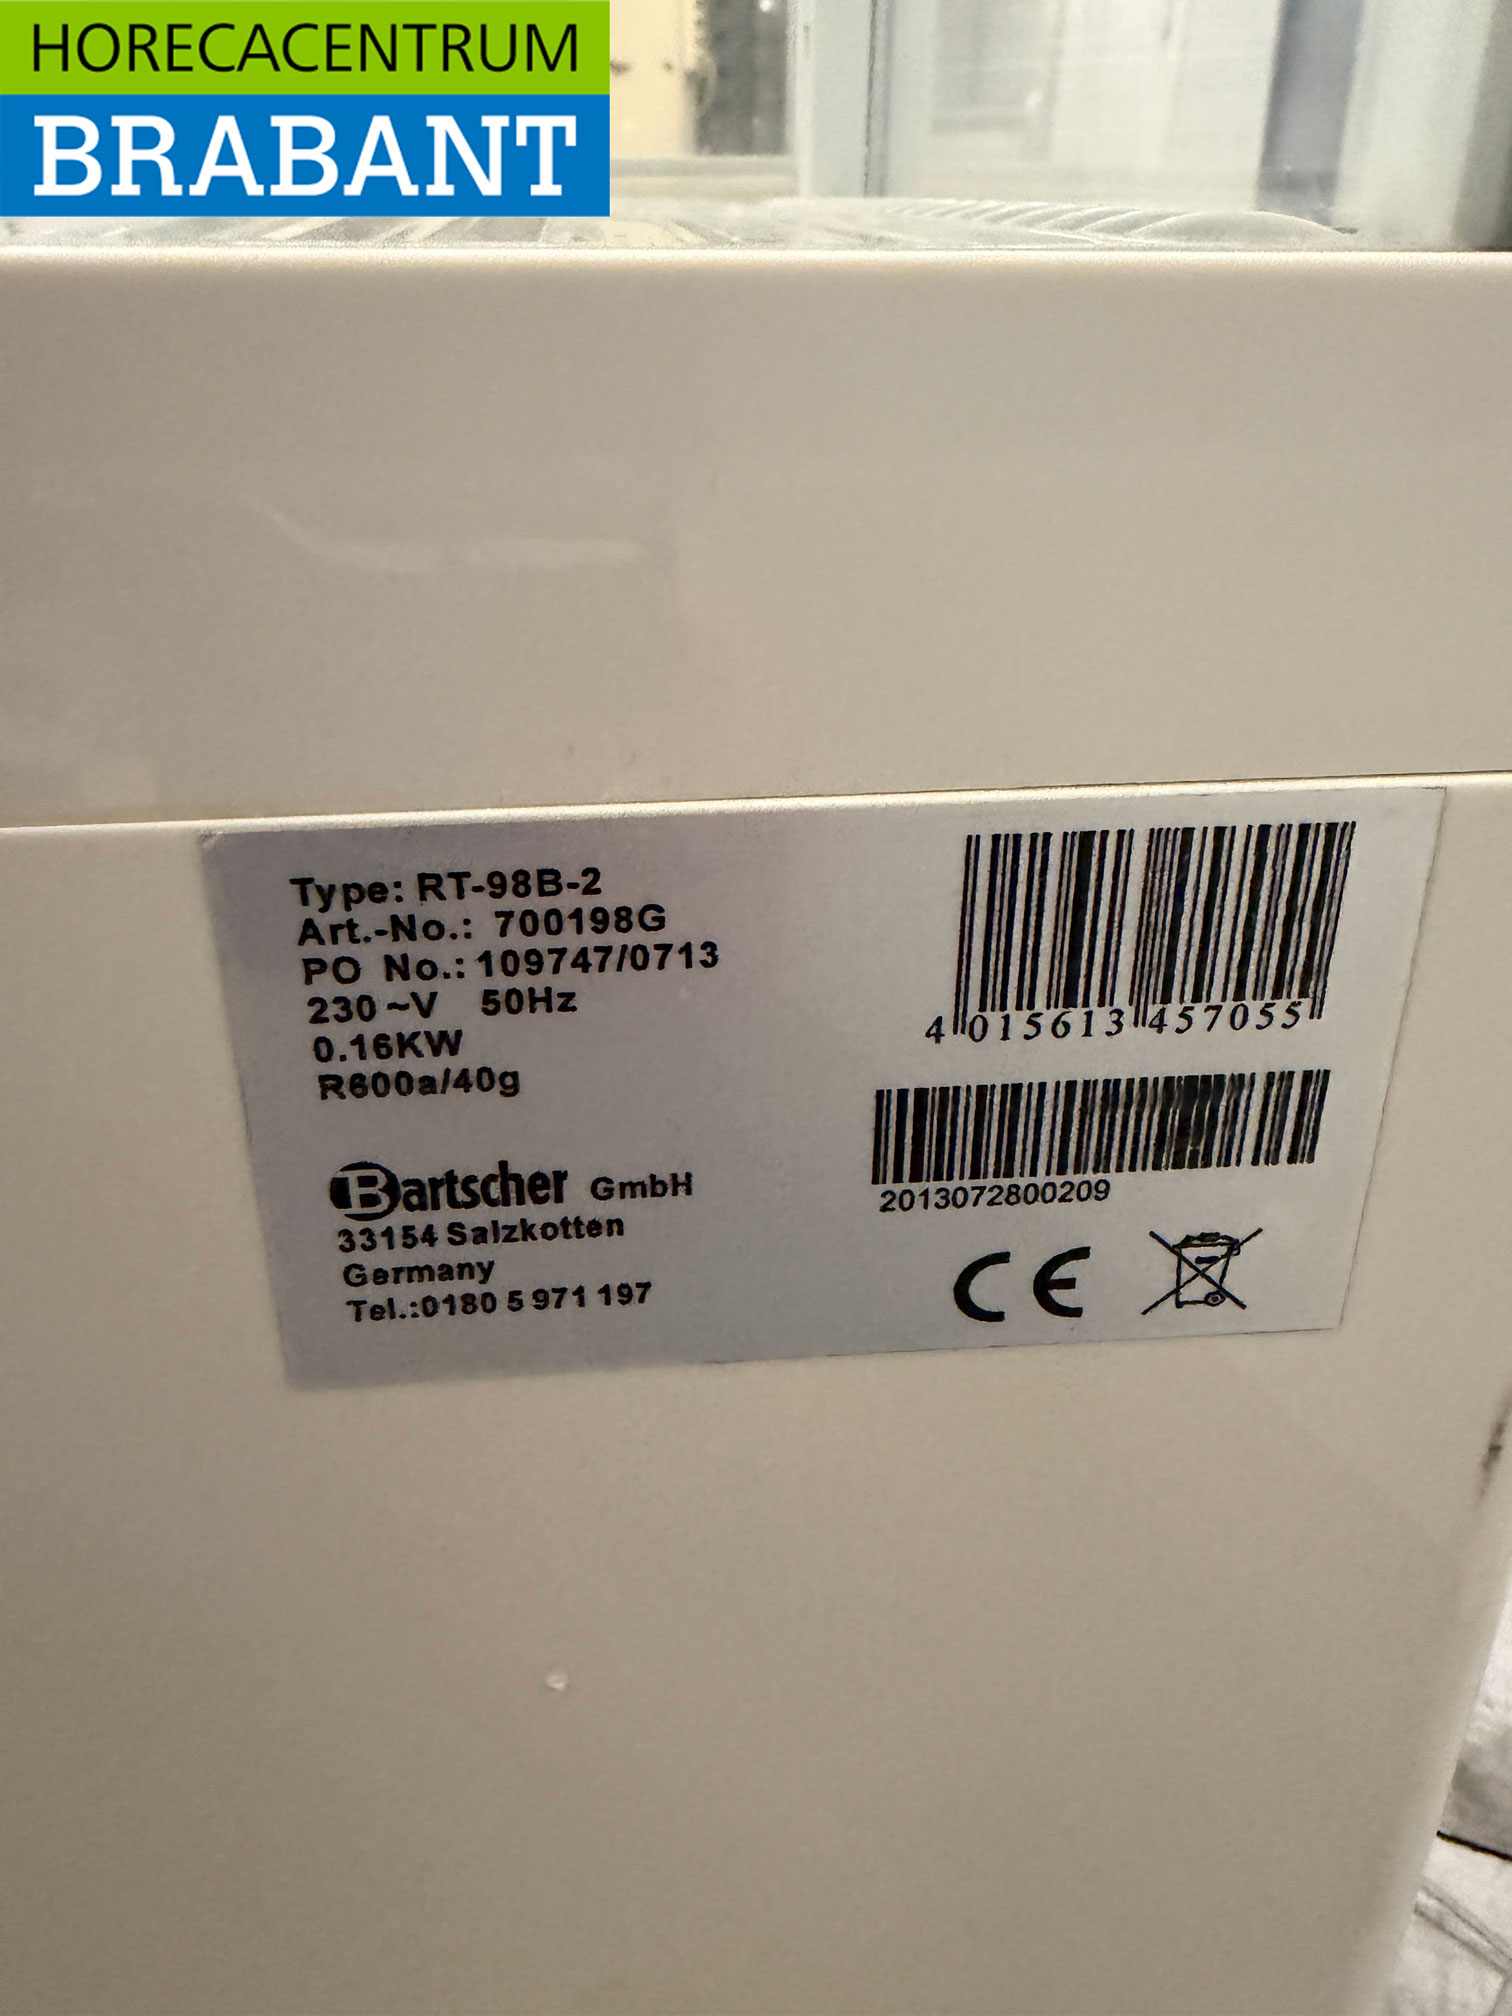 HORECACENTRUM
BRABANT
Type: RT-98B-2
Art.-No.: 700198G
PO No.: 109747/0713
230~V 50Hz
0.16KW
R600a/40g
Bartscher GmbH
33154 Salzkotten
Germany
Tel.:0180 5 971 197
4 015613 457055
2013072800209
CE